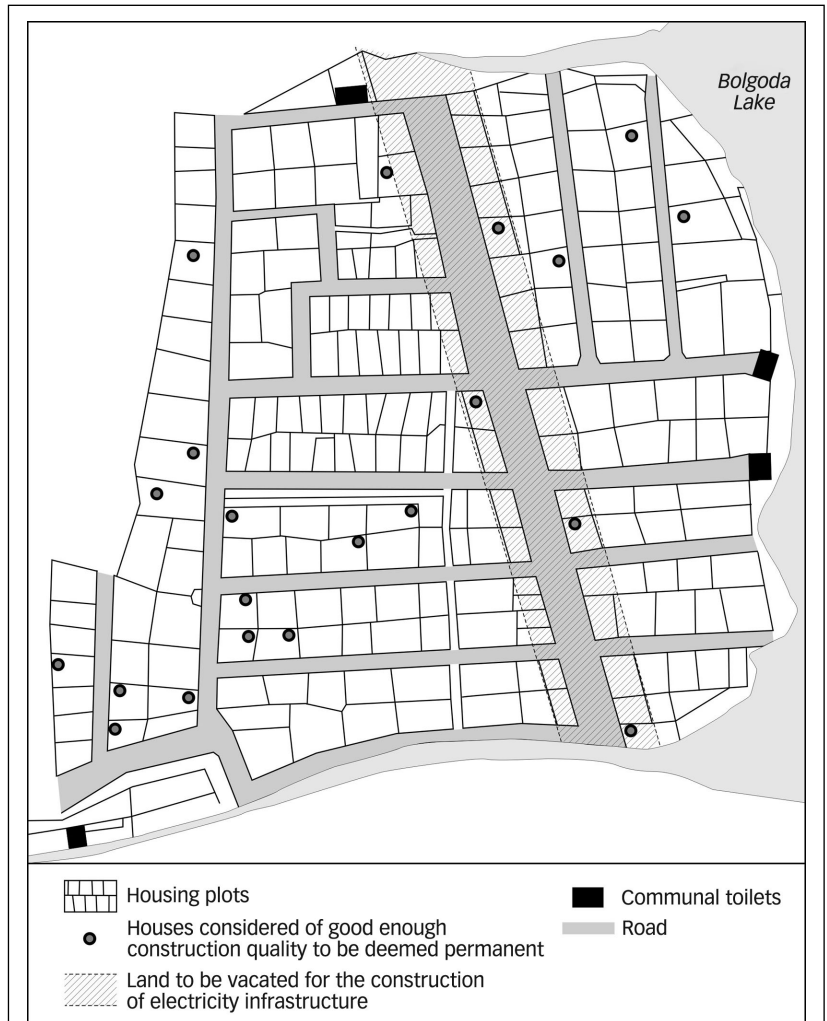 Bolgoda
Lake
Housing plots
Houses considered of good enough
construction quality to be deemed permanent
Land to be vacated for the construction
of electricity infrastructure
Communal toilets
Road